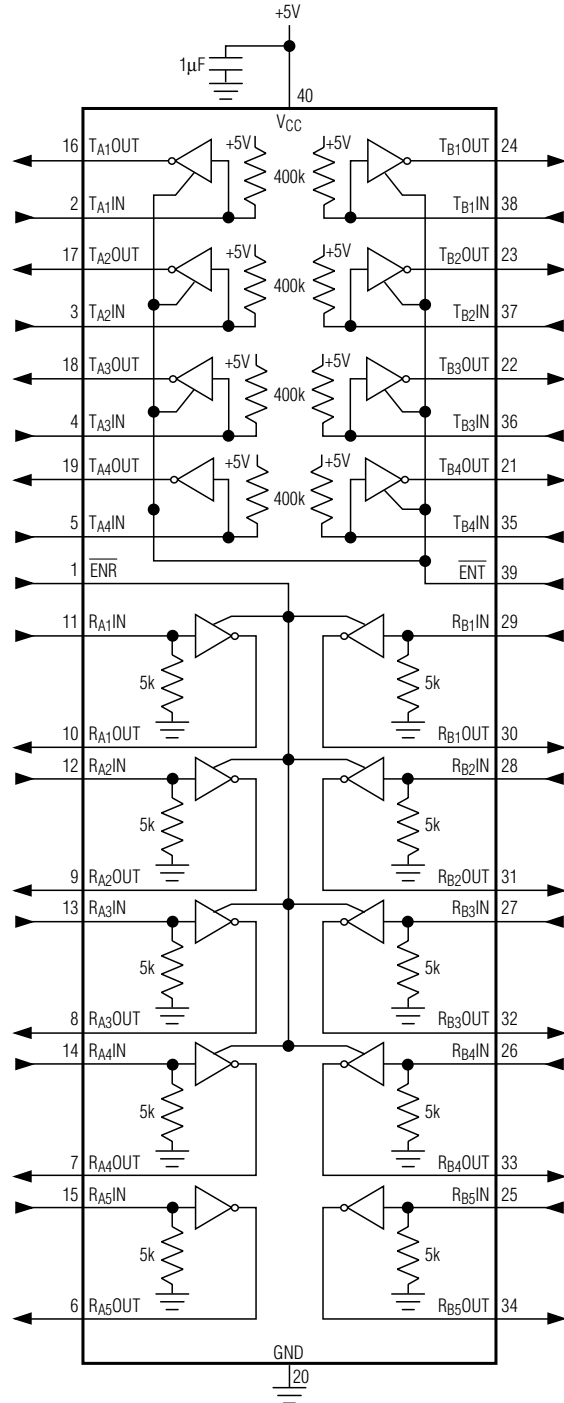 +5V
1µF
40
VCC
16 TA1OUT +5V +5V TB1OUT 24
400k
2 TA1IN TB1IN 38
17 TA2OUT +5V +5V TB2OUT 23
400k
3 TA2IN TB2IN 37
18 TA3OUT +5V +5V TB3OUT 22
400k
4 TA3IN TB3IN 36
19 TA4OUT +5V +5V TB4OUT 21
400k
5 TA4IN TB4IN 35
1 ENR ENT 39
11 RA1IN RB1IN 29
5k 5k
10 RA1OUT RB1OUT 30
12 RA2IN RB2IN 28
5k 5k
9 RA2OUT RB2OUT 31
13 RA3IN RB3IN 27
5k 5k
8 RA3OUT RB3OUT 32
14 RA4IN RB4IN 26
5k 5k
7 RA4OUT RB4OUT 33
15 RA5IN RB5IN 25
5k 5k
6 RA5OUT RB5OUT 34
GND
20